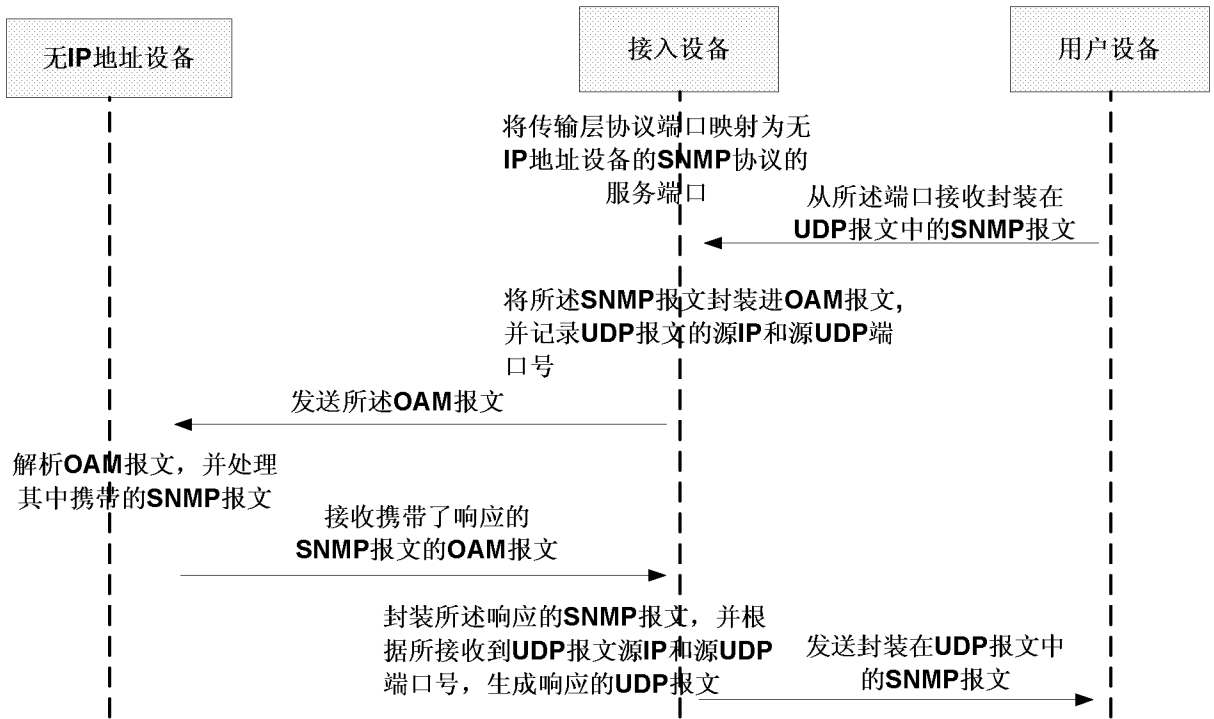 无IP地址设备
接入设备
用户设备
将传输层协议端口映射为无
IP地址设备的SNMP协议的
服务端口
从所述端口接收封装在
UDP报文中的SNMP报文
将所述SNMP报文封装进OAM报文,
并记录UDP报文的源IP和源UDP端
口号
发送所述OAM报文
解析OAM报文，并处理
其中携带的SNMP报文
接收携带了响应的
SNMP报文的OAM报文
封装所述响应的SNMP报文，并根
据所接收到UDP报文源IP和源UDP
端口号，生成响应的UDP报文
发送封装在UDP报文中
的SNMP报文